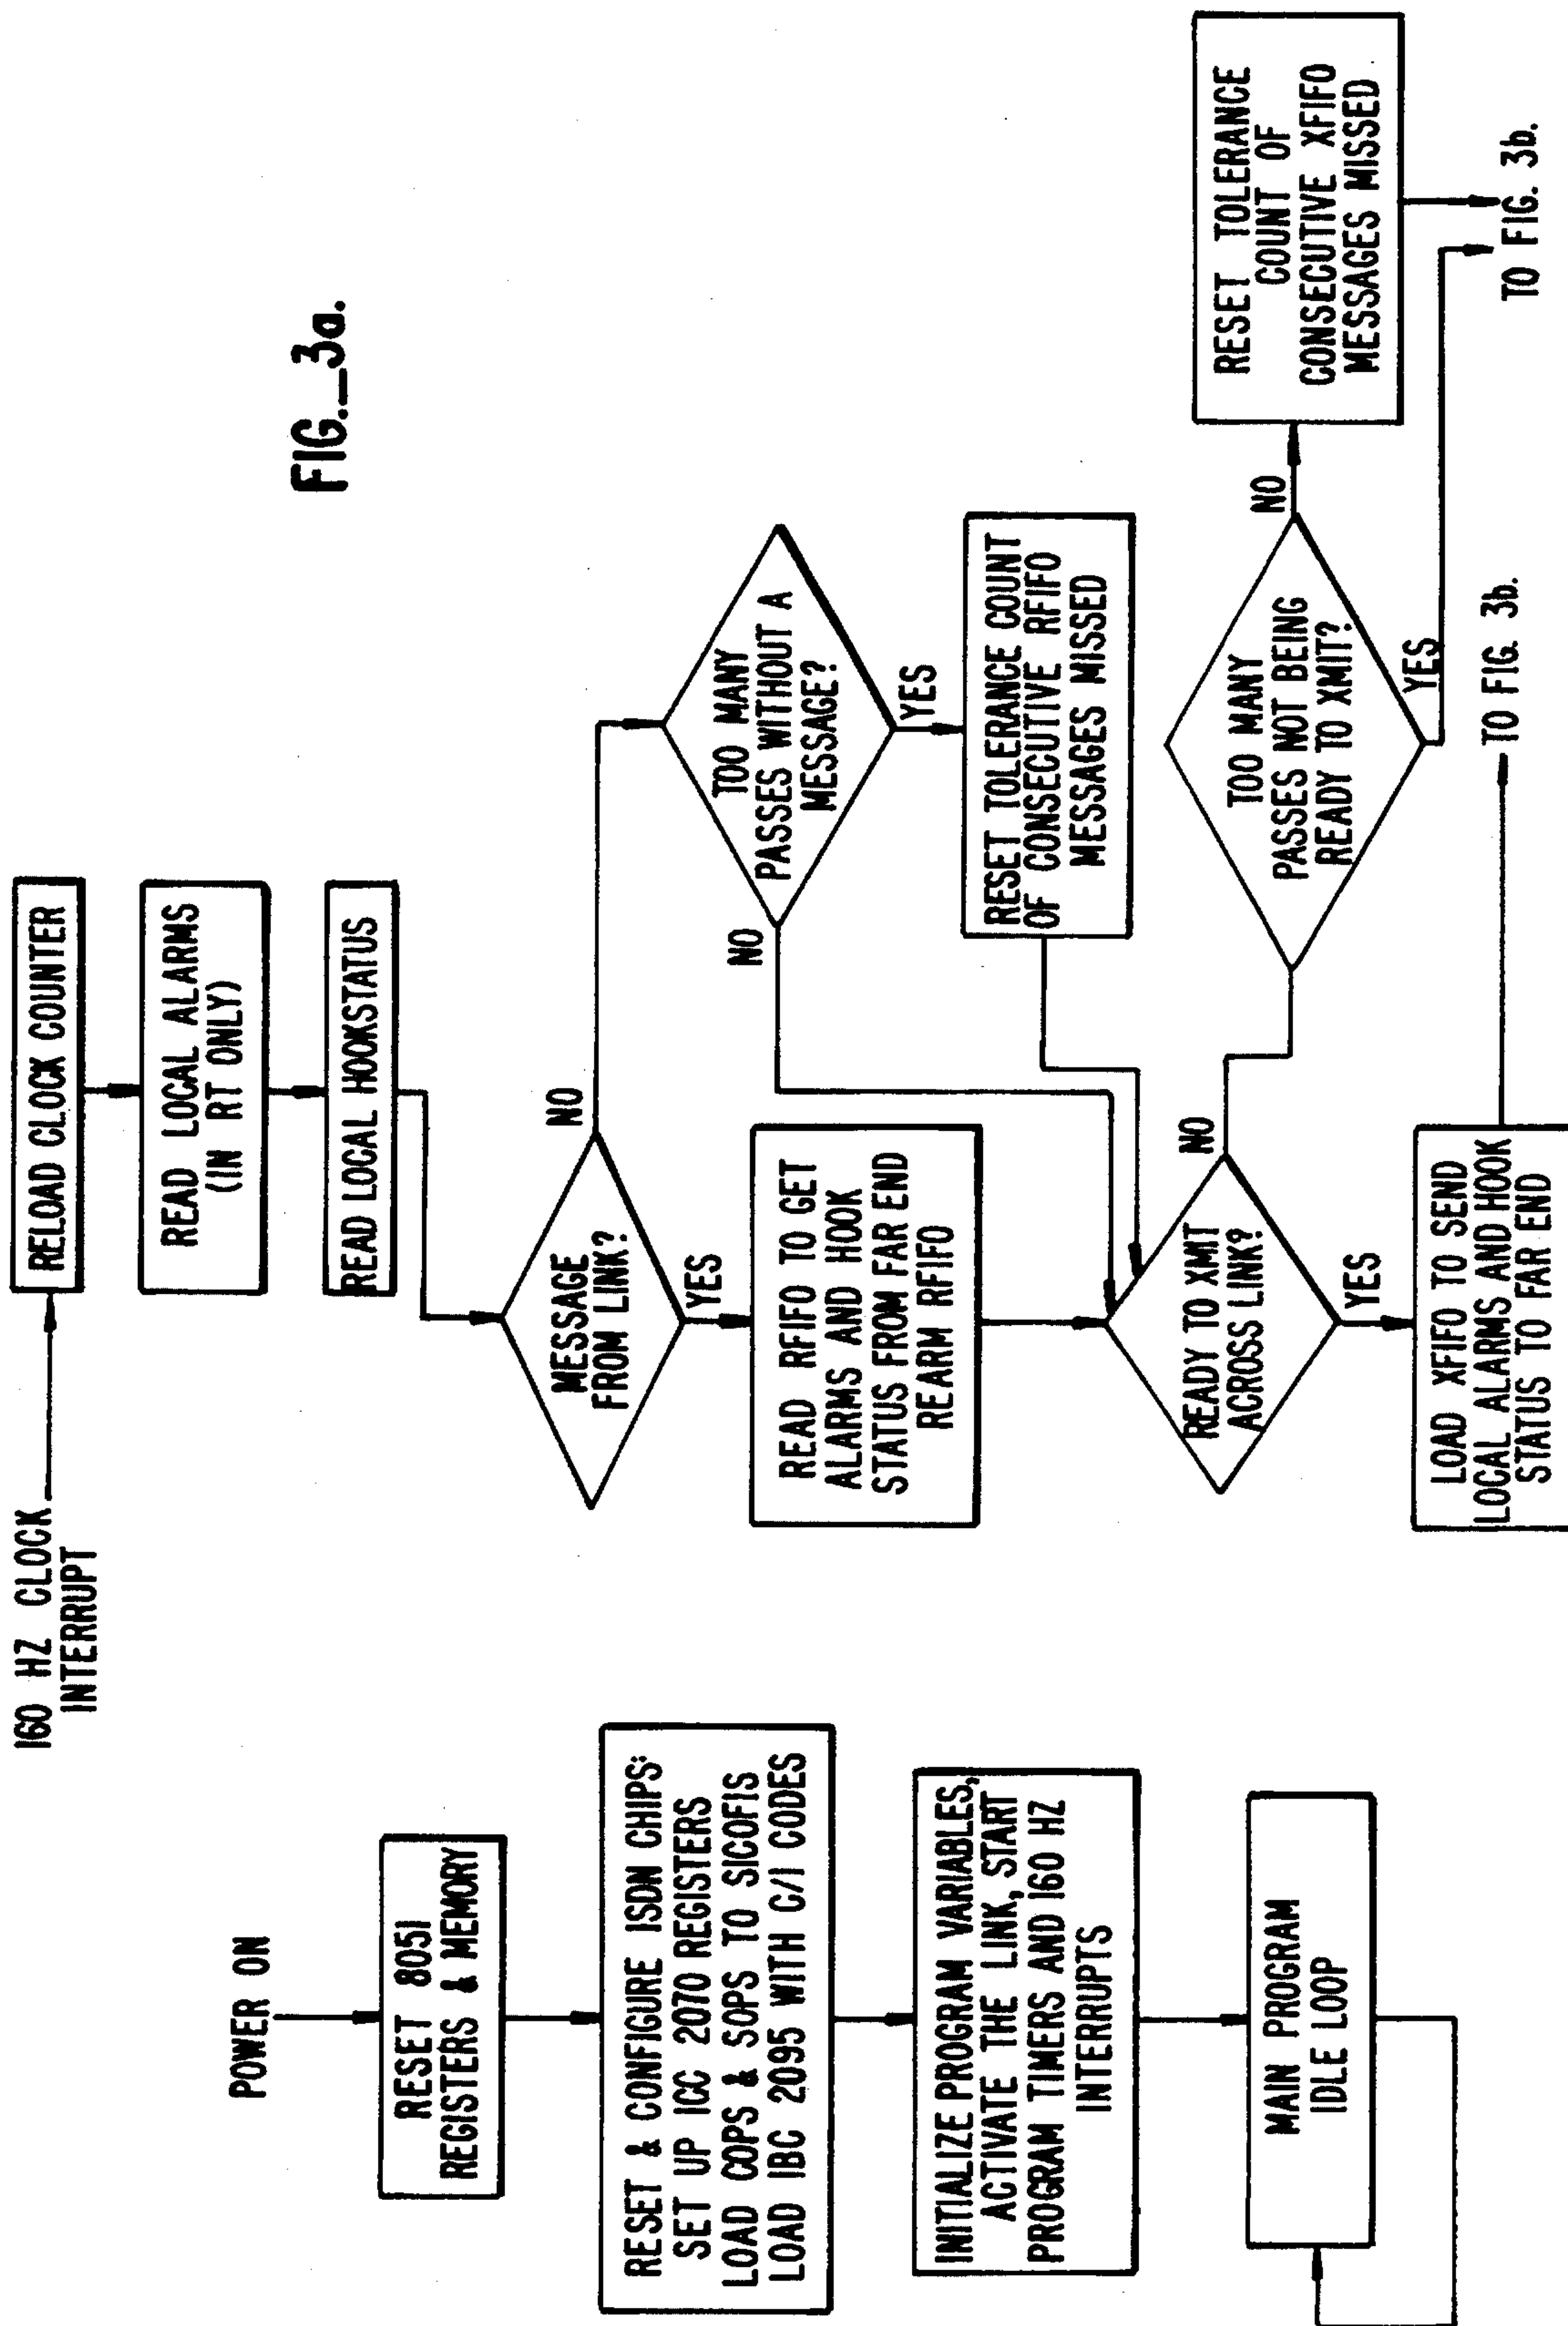 FIG._3a.
POWER ON
RESET 8051
REGISTERS & MEMORY
RESET & CONFIGURE ISDN CHIPS:
SET UP ICC 2070 REGISTERS
LOAD COPS & SOPS TO SICOFIS
LOAD IBC 2095 WITH C/I CODES
INITIALIZE PROGRAM VARIABLES,
ACTIVATE THE LINK, START
PROGRAM TIMERS AND 160 HZ
INTERRUPTS
MAIN PROGRAM
IDLE LOOP
160 HZ CLOCK
INTERRUPT
RELOAD CLOCK COUNTER
READ LOCAL ALARMS
(IN RT ONLY)
READ LOCAL HOOKSTATUS
MESSAGE
FROM LINK?
NO
YES
TOO MANY
PASSES WITHOUT A
MESSAGE?
NO
YES
READ RFIFO TO GET
ALARMS AND HOOK
STATUS FROM FAR END
REARM RFIFO
RESET TOLERANCE COUNT
OF CONSECUTIVE RFIFO
MESSAGES MISSED
READY TO XMIT
ACROSS LINK?
NO
YES
TOO MANY
PASSES NOT BEING
READY TO XMIT?
NO
YES
RESET TOLERANCE
COUNT OF
CONSECUTIVE XFIFO
MESSAGES MISSED
LOAD XFIFO TO SEND
LOCAL ALARMS AND HOOK
STATUS TO FAR END
TO FIG. 3b.
TO FIG. 3b.